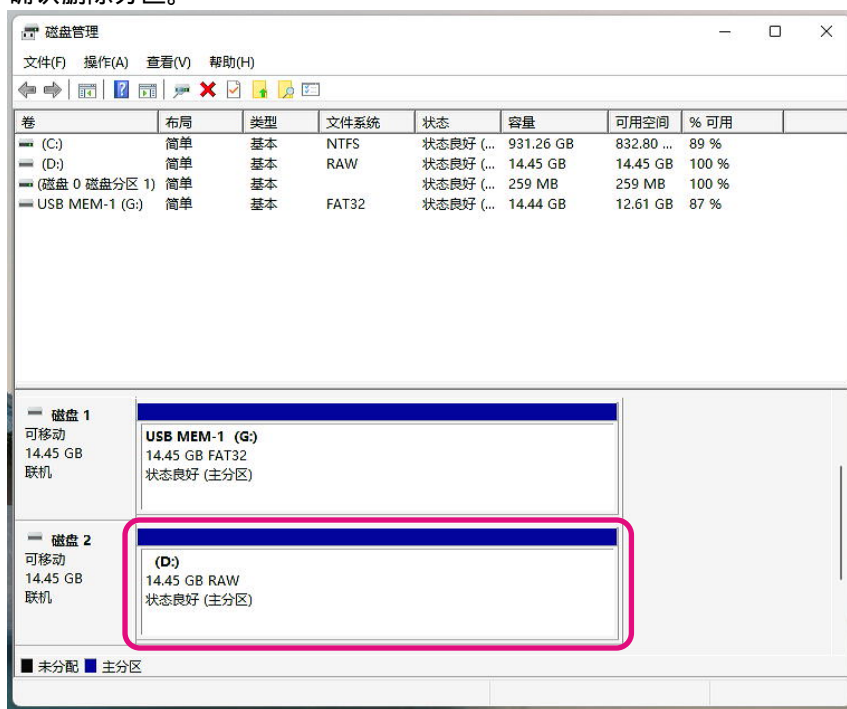 确认删除分区。
磁盘管理
文件(F) 操作(A) 查看(V) 帮助(H)
卷 布局 类型 文件系统 状态 容量 可用空间 % 可用
(C:) 简单 基本 NTFS 状态良好 (... 931.26 GB 832.80 ... 89 %
(D:) 简单 基本 RAW 状态良好 (... 14.45 GB 14.45 GB 100 %
(磁盘 0 磁盘分区 1) 简单 基本 状态良好 (... 259 MB 259 MB 100 %
USB MEM-1 (G:) 简单 基本 FAT32 状态良好 (... 14.44 GB 12.61 GB 87 %
磁盘 1
可移动
14.45 GB
联机
USB MEM-1 (G:)
14.45 GB FAT32
状态良好 (主分区)
磁盘 2
可移动
14.45 GB
联机
(D:)
14.45 GB RAW
状态良好 (主分区)
未分配 主分区